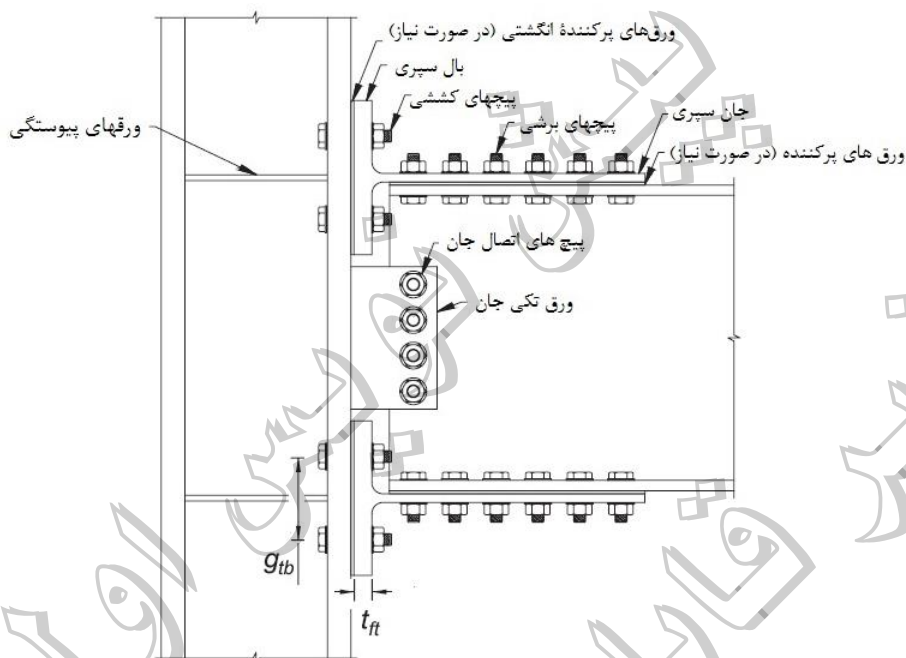 ورق‌های پرکنندهٔ انگشتی (در صورت نیاز)
بال سپری
پیچهای کششی
جان سپری
پیچهای برشی
ورق های پرکننده (در صورت نیاز)
ورقهای پیوستگی
پیچ های اتصال جان
ورق تکی جان
g_tb
t_ft